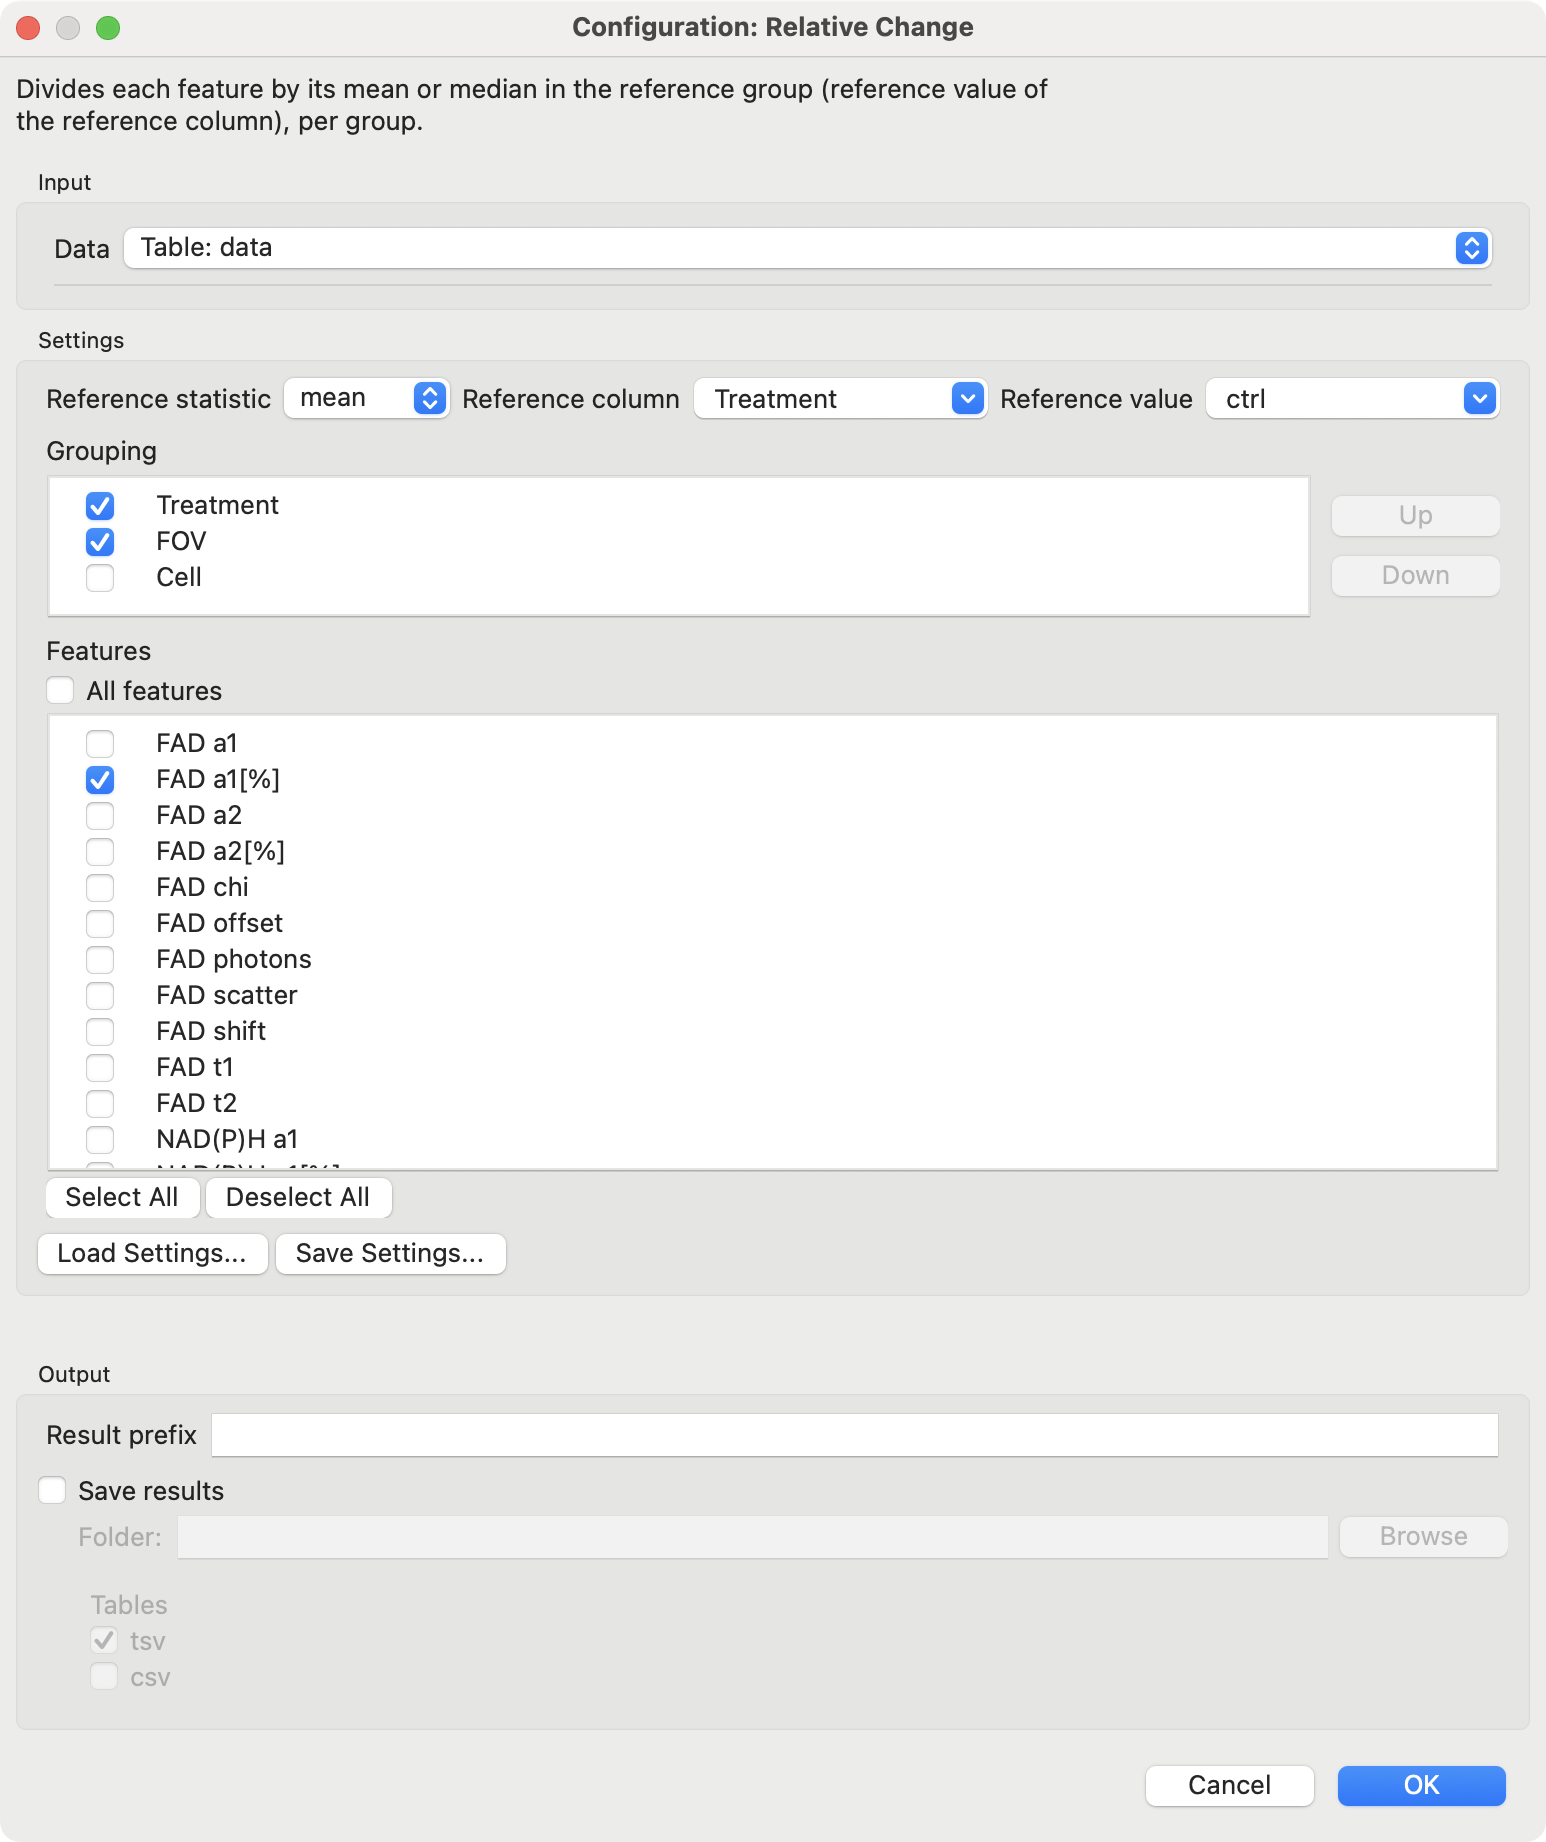 Configuration: Relative Change
Divides each feature by its mean or median in the reference group (reference value of
the reference column), per group.
Input
Data Table: data
Settings
Reference statistic mean Reference column Treatment Reference value ctrl
Grouping
Treatment
FOV
Cell
Up
Down
Features
All features
FAD a1
FAD a1[%]
FAD a2
FAD a2[%]
FAD chi
FAD offset
FAD photons
FAD scatter
FAD shift
FAD t1
FAD t2
NAD(P)H a1
Select All Deselect All
Load Settings... Save Settings...
Output
Result prefix
Save results
Folder: Browse
Tables
tsv
csv
Cancel OK